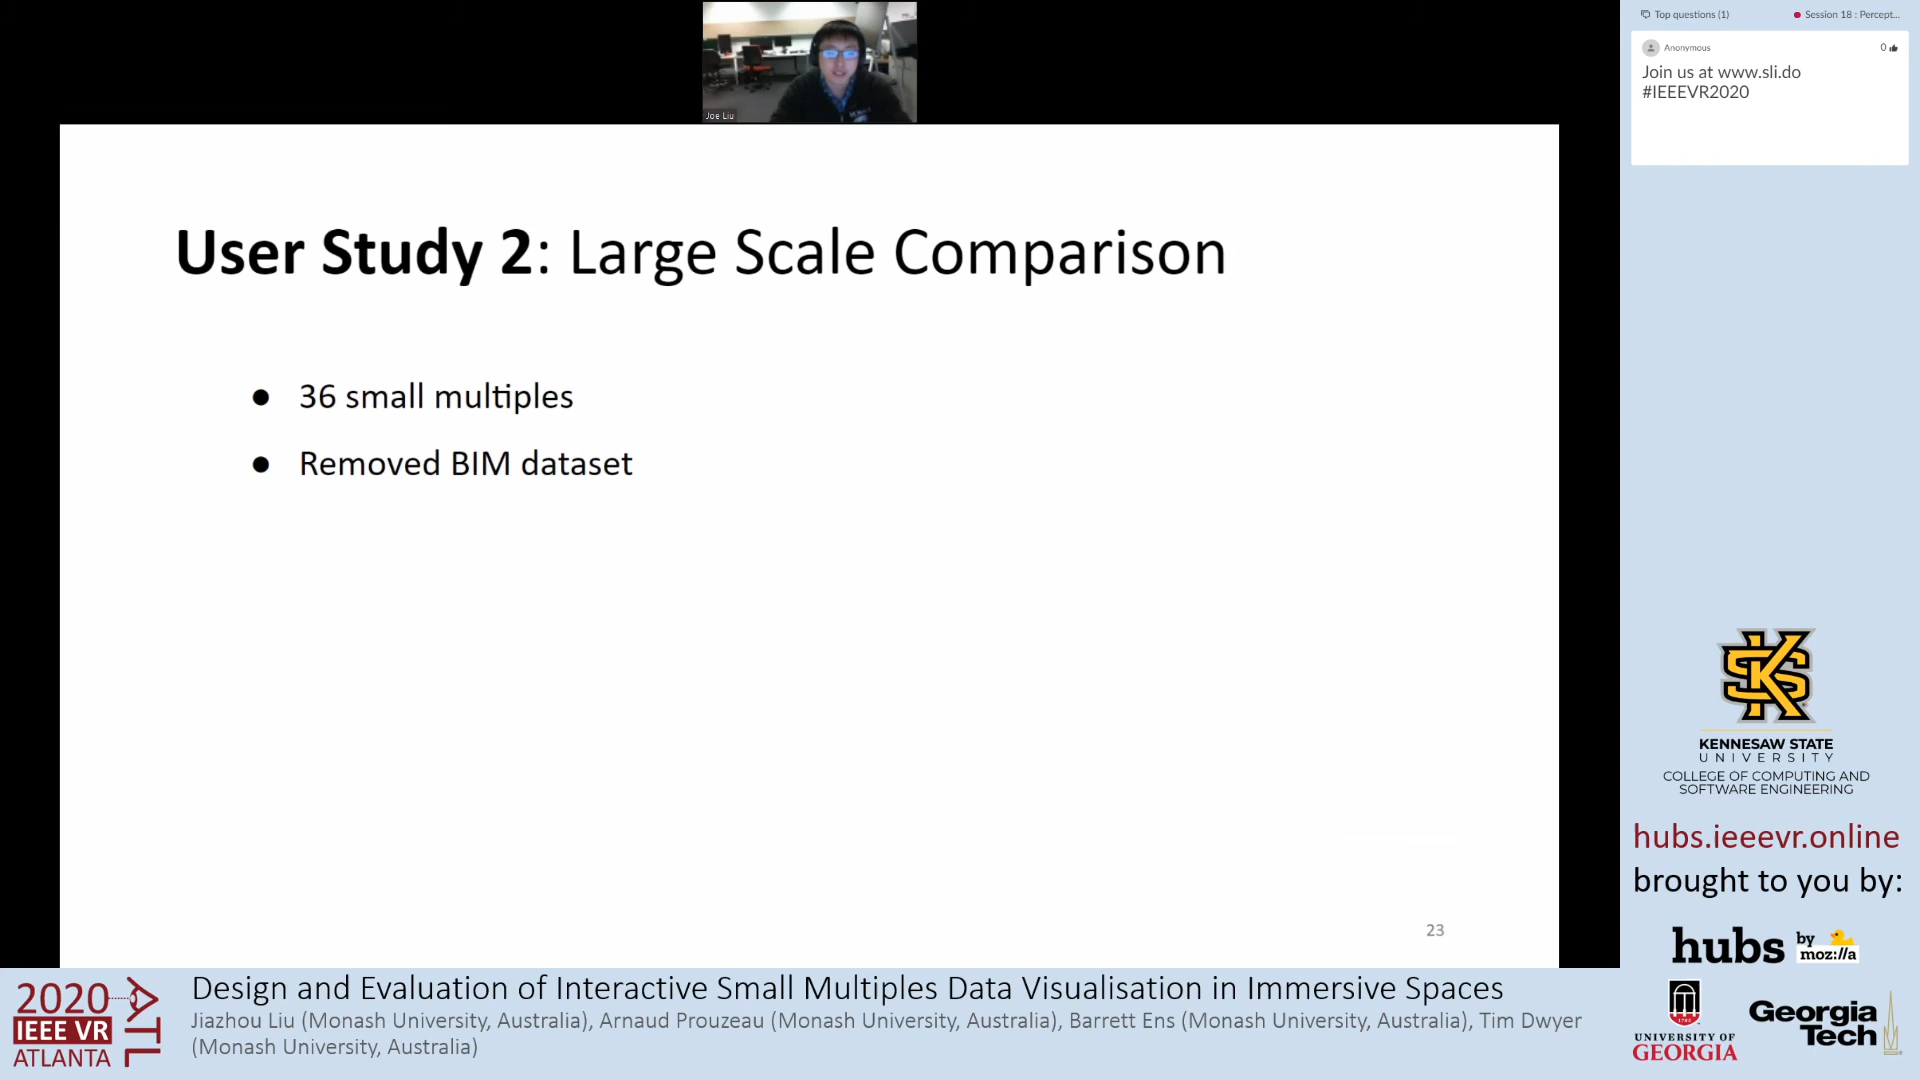 Joe Liu
User Study 2: Large Scale Comparison
● 36 small multiples
● Removed BIM dataset
23
Top questions (1)
Session 18 : Percept...
Anonymous
0
Join us at www.sli.do
#IEEEVR2020
KENNESAW STATE
UNIVERSITY
COLLEGE OF COMPUTING AND
SOFTWARE ENGINEERING
hubs.ieeevr.online
brought to you by:
hubs by
moz://a
UNIVERSITY OF
GEORGIA
Georgia
Tech
2020
IEEE VR
ATLANTA
ATL
Design and Evaluation of Interactive Small Multiples Data Visualisation in Immersive Spaces
Jiazhou Liu (Monash University, Australia), Arnaud Prouzeau (Monash University, Australia), Barrett Ens (Monash University, Australia), Tim Dwyer
(Monash University, Australia)